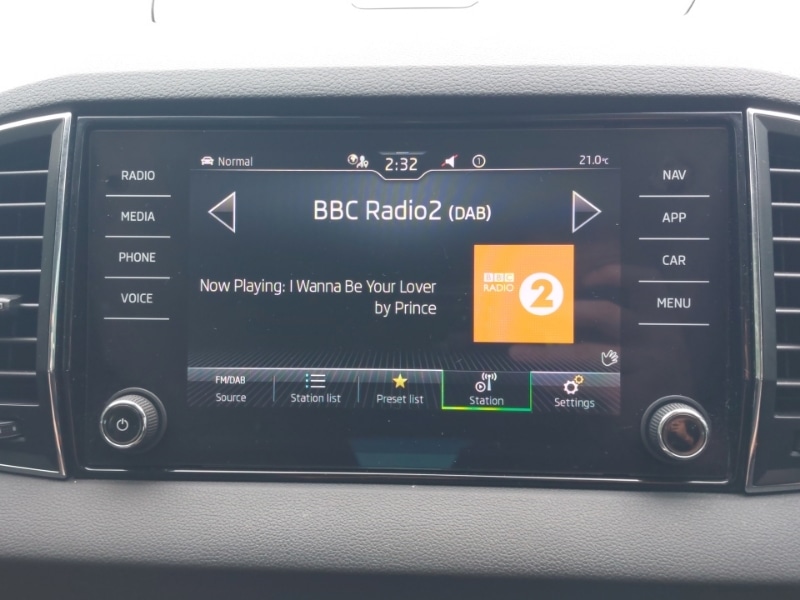 RADIO
MEDIA
PHONE
VOICE
Normal
2:32
1
21.0°C
BBC Radio2 (DAB)
Now Playing: I Wanna Be Your Lover
by Prince
BBC
RADIO
2
FM/DAB
Source
Station list
Preset list
Station
Settings
NAV
APP
CAR
MENU